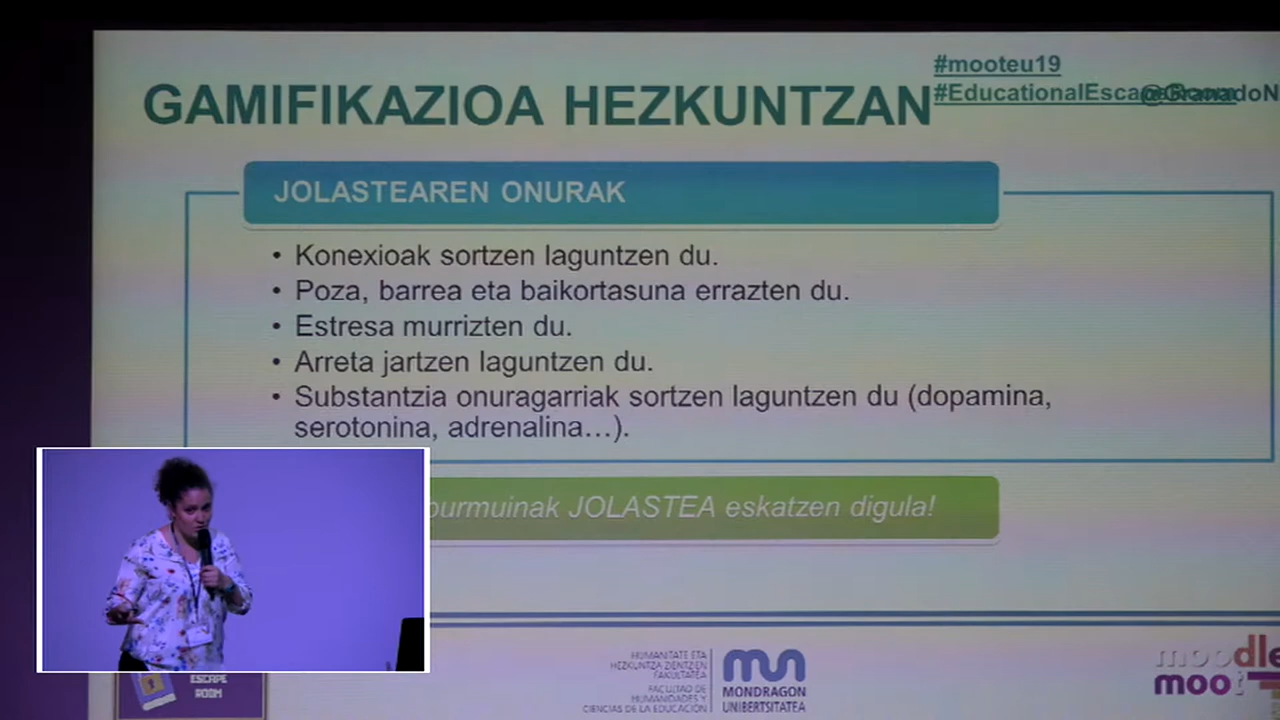 #mooteu19
GAMIFIKAZIOA HEZKUNTZAN
JOLASTEAREN ONURAK
• Konexioak sortzen laguntzen du.
• Poza, barrea eta baikortasuna errazten du.
• Estresa murrizten du.
• Arreta jartzen laguntzen du.
• Substantzia onuragarriak sortzen laguntzen du (dopamina,
serotonina, adrenalina…).
JOLASTEA eskatzen digula!
ESCAPE
ROOM
HUMANITATE ETA
HEZKUNTZA ZIENTZIEN
FAKULTATEA
FACULTAD DE
HUMANIDADES Y
CIENCIAS DE LA EDUCACIÓN
MONDRAGON
UNIBERTSITATEA
moodle
moot